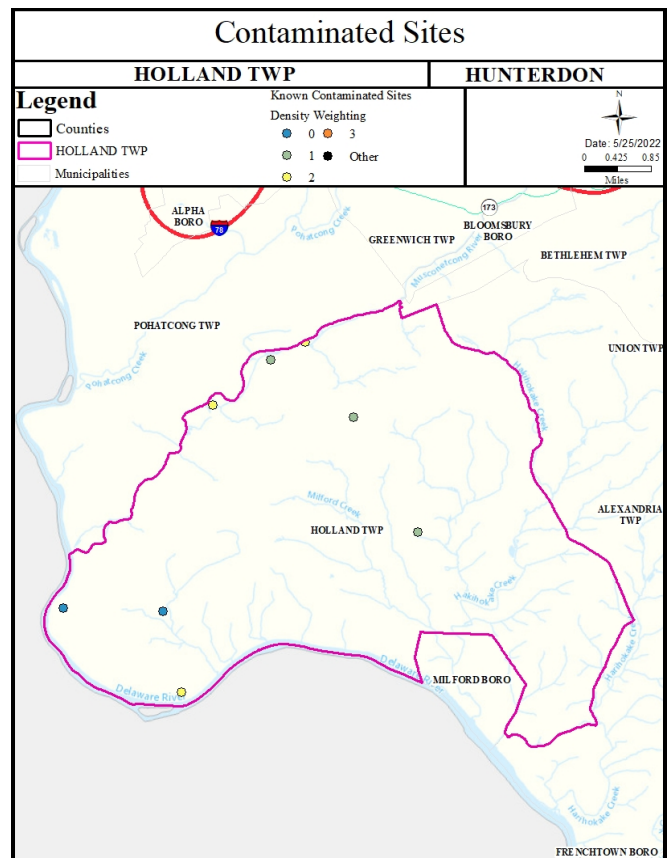 Contaminated Sites
HOLLAND TWP
HUNTERDON
Legend
Counties
HOLLAND TWP
Municipalities
Known Contaminated Sites
Density Weighting
0
3
1
Other
2
N
Date: 5/25/2022
0 0.425 0.85
Miles
ALPHA
BORO
78
Pohatcong Creek
173
GREENWICH TWP
BLOOMSBURY
BORO
Musconetcong River
BETHLEHEM TWP
POHATCONG TWP
UNION TWP
Pohatcong Creek
Hakihokake Creek
Milford Creek
HOLLAND TWP
ALEXANDRIA
TWP
Hakihokake Creek
Harihokake Cree
Delaware River
MILFORD BORO
Delaware River
Harihokake Creek
FRENCHTOWN BORO